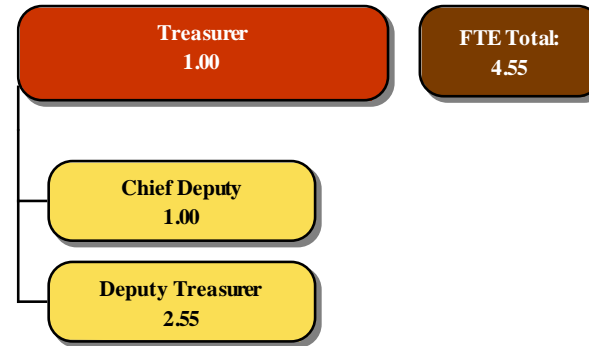 Treasurer
1.00
FTE Total:
4.55
Chief Deputy
1.00
Deputy Treasurer
2.55